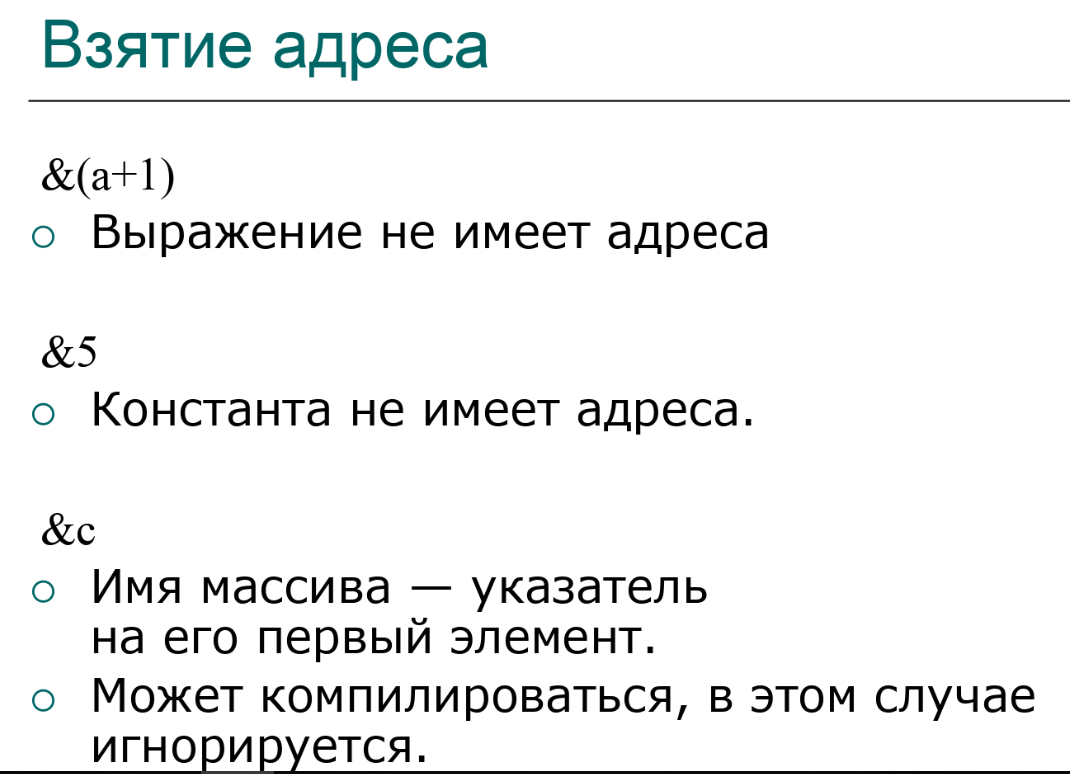 Взятие адреса
&(a+1)
Выражение не имеет адреса
&5
Константа не имеет адреса.
&c
Имя массива — указатель
на его первый элемент.
Может компилироваться, в этом случае
игнорируется.